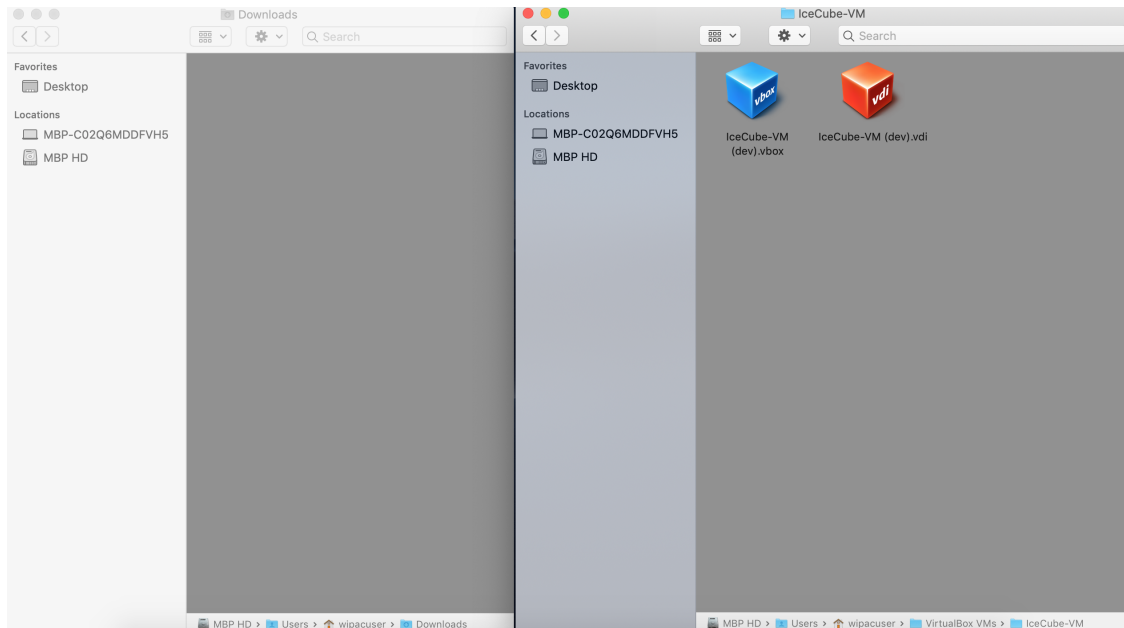 Downloads
Search
Favorites
Desktop
Locations
MBP-C02Q6MDDFVH5
MBP HD
MBP HD > Users > wipacuser > Downloads
IceCube-VM
Search
Favorites
Desktop
Locations
MBP-C02Q6MDDFVH5
MBP HD
vbox
vdi
IceCube-VM
(dev).vbox
IceCube-VM (dev).vdi
MBP HD > Users > wipacuser > VirtualBox VMs > IceCube-VM